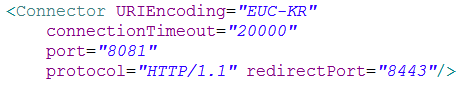 <Connector URIEncoding="EUC-KR"
connectionTimeout="20000"
port="8081"
protocol="HTTP/1.1" redirectPort="8443"/>